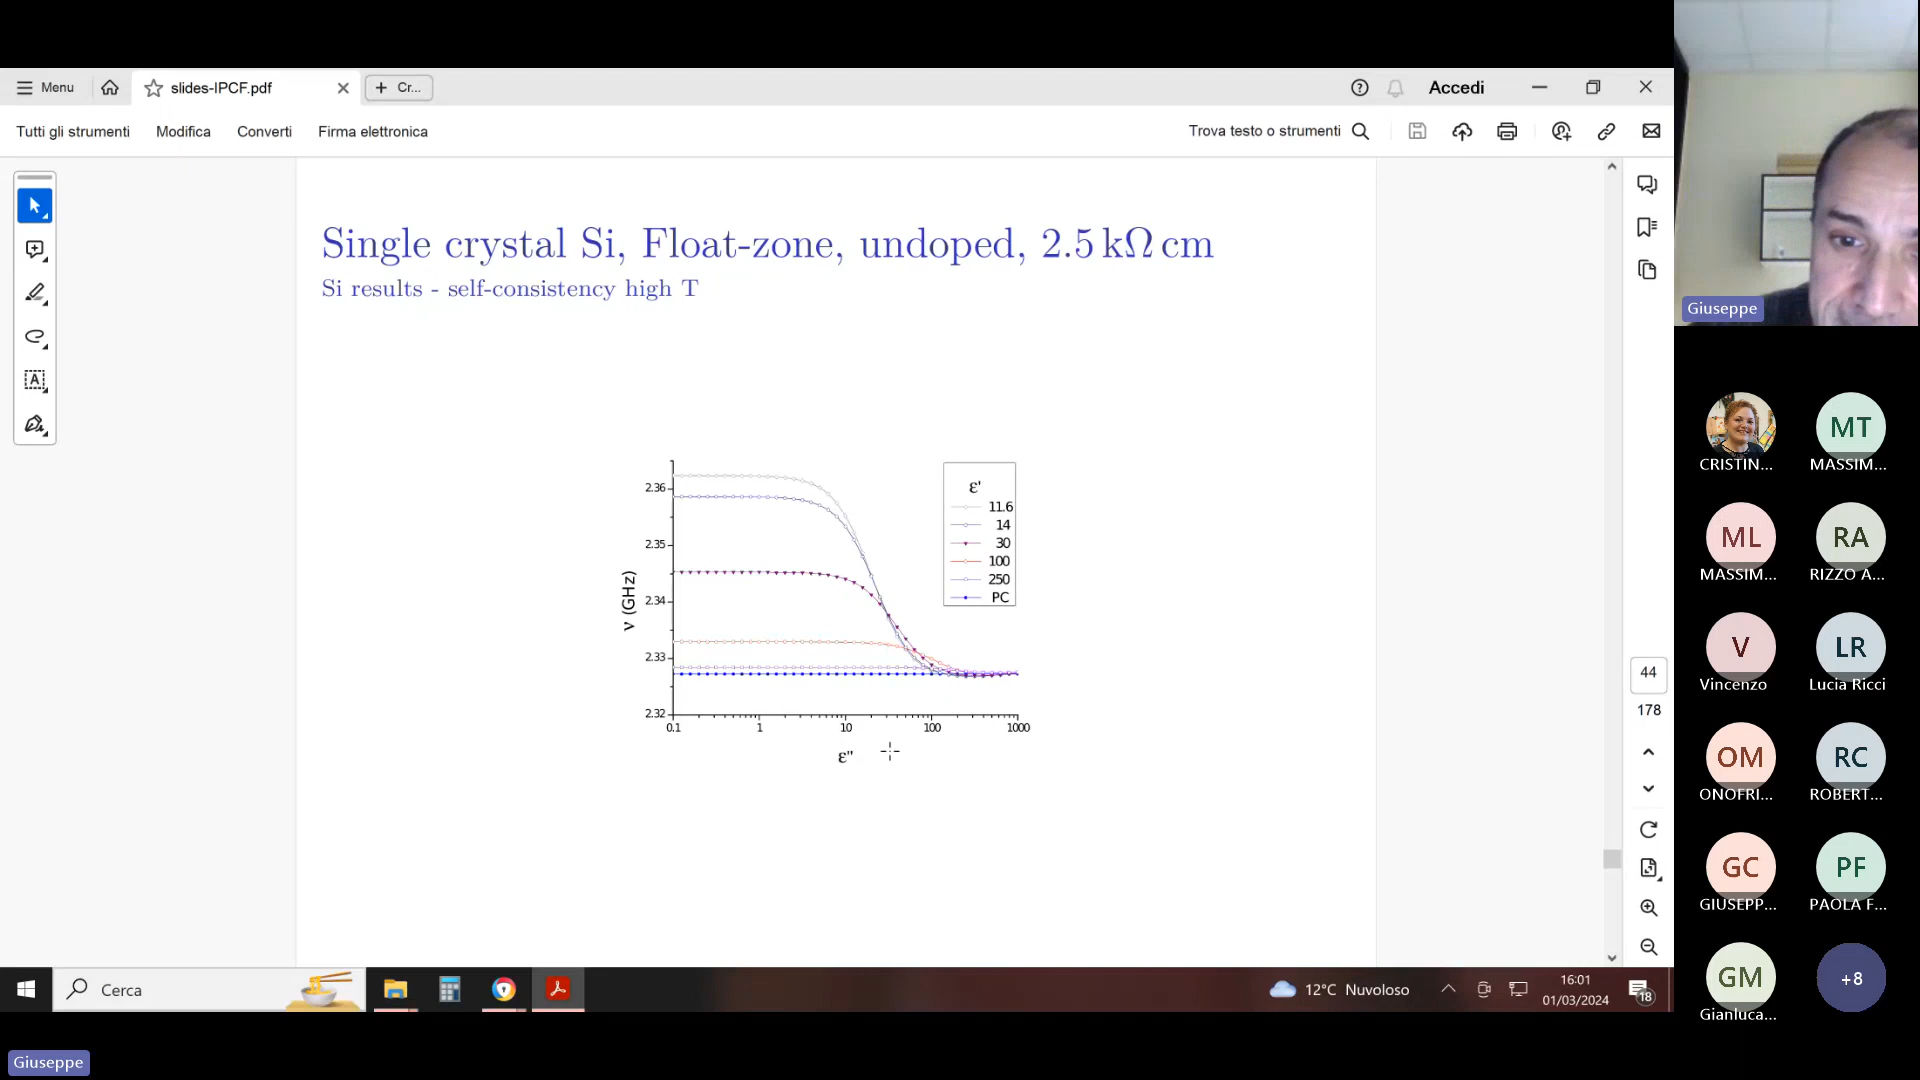 Menu
slides-IPCF.pdf
Cr...
Accedi
Tutti gli strumenti
Modifica
Converti
Firma elettronica
Trova testo o strumenti
Single crystal Si, Float-zone, undoped, 2.5 kΩ cm
Si results - self-consistency high T
2.36
2.35
2.34
2.33
2.32
ν (GHz)
0.1
1
10
100
1000
ε''
ε'
11.6
14
30
100
250
PC
44
178
Giuseppe
CRISTIN...
MT
MASSIM...
ML
MASSIM...
RA
RIZZO A...
V
Vincenzo
LR
Lucia Ricci
OM
ONOFRI...
RC
ROBERT...
GC
GIUSEPP...
PF
PAOLA F...
GM
Gianluca...
+8
Cerca
12°C Nuvoloso
16:01
01/03/2024
18
Giuseppe